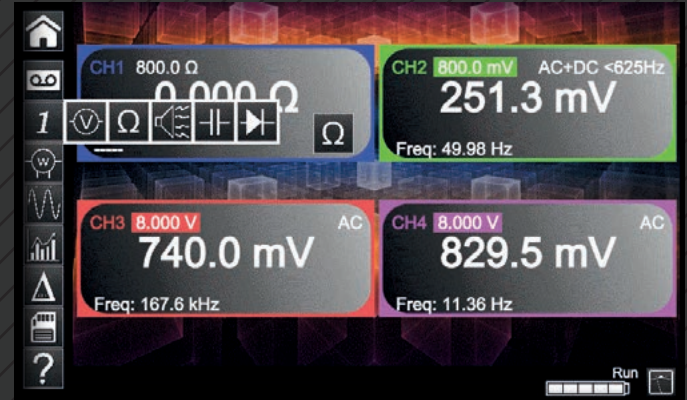 CH1 800.0 Ω
0.000 Ω
Ω
CH2 800.0 mV AC+DC <625Hz
251.3 mV
Freq: 49.98 Hz
1
V Ω
W
CH3 8.000 V AC
740.0 mV
Freq: 167.6 kHz
CH4 8.000 V AC
829.5 mV
Freq: 11.36 Hz
?
Run